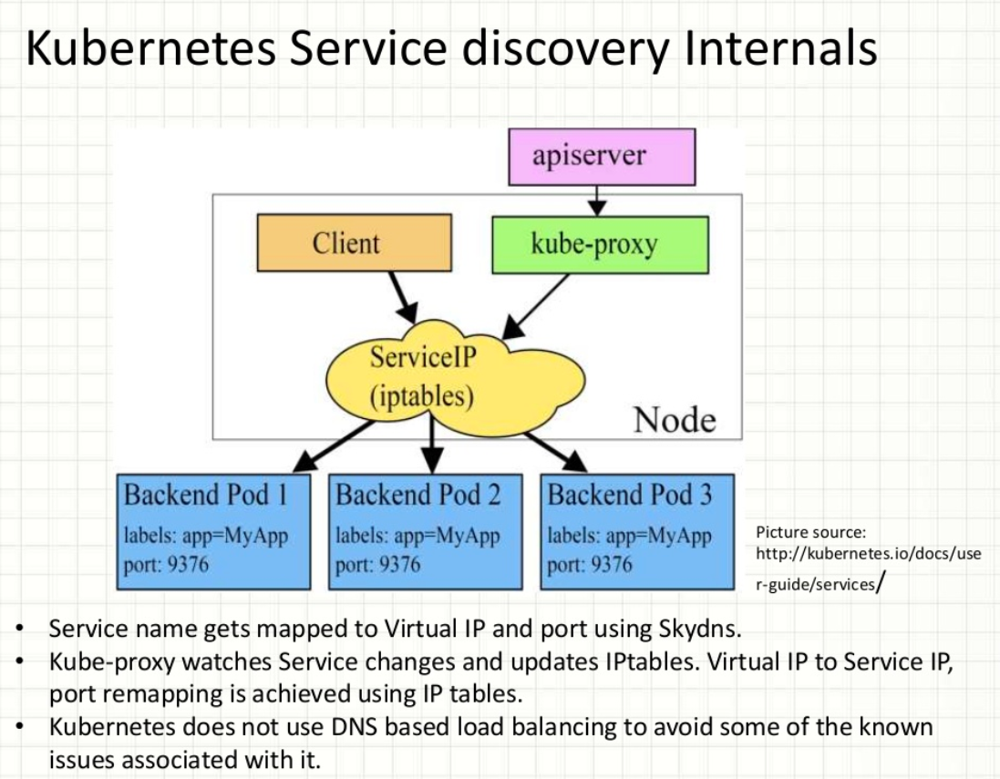 Kubernetes Service discovery Internals
apiserver
Client
kube-proxy
ServiceIP
(iptables)
Node
Backend Pod 1
labels: app=MyApp
port: 9376
Backend Pod 2
labels: app=MyApp
port: 9376
Backend Pod 3
labels: app=MyApp
port: 9376
Picture source:
http://kubernetes.io/docs/use
r-guide/services/
• Service name gets mapped to Virtual IP and port using Skydns.
• Kube-proxy watches Service changes and updates IPtables. Virtual IP to Service IP,
port remapping is achieved using IP tables.
• Kubernetes does not use DNS based load balancing to avoid some of the known
issues associated with it.